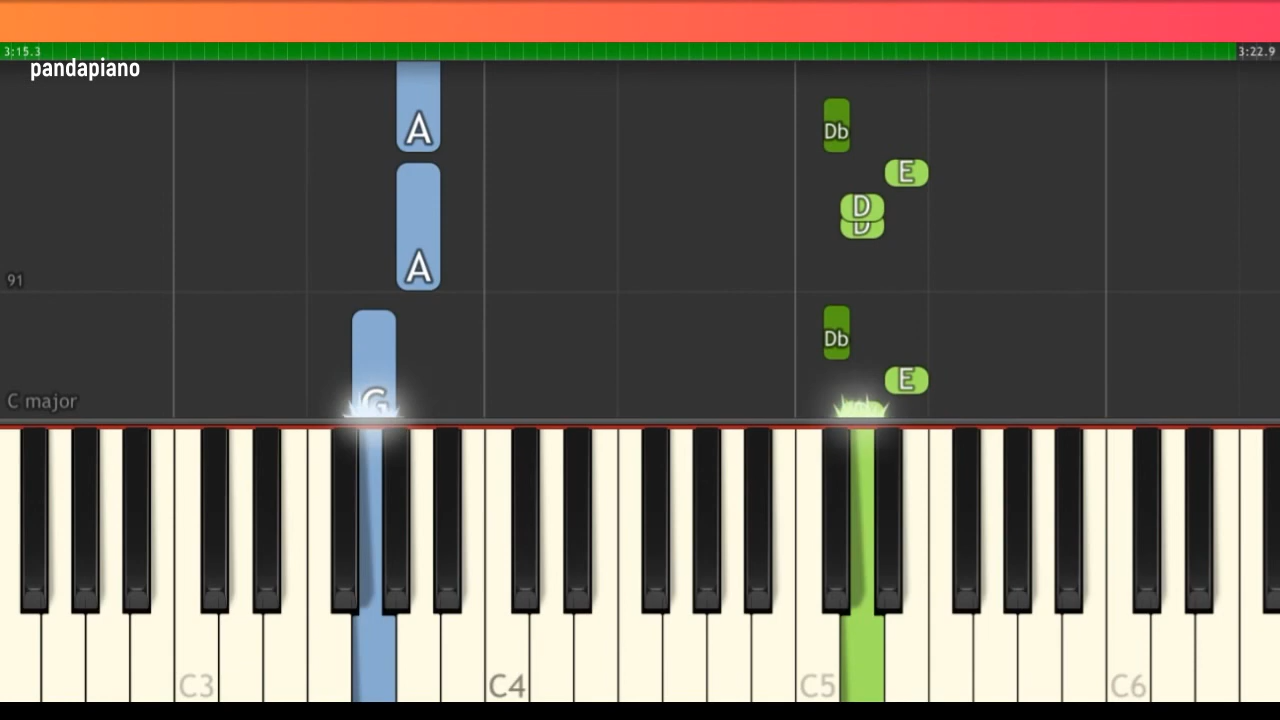 3:15.3
3:22.9
pandapiano
A
Db
E
D
D
A
91
Db
E
G
C major
C3
C4
C5
C6